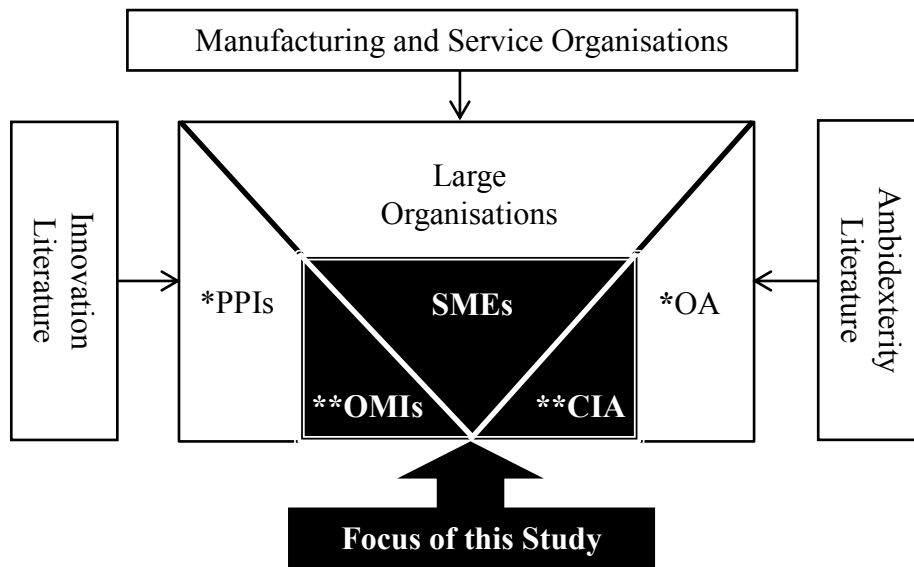 Manufacturing and Service Organisations
Innovation
Literature
Large
Organisations
Ambidexterity
Literature
*PPIs
SMEs
*OA
**OMIs
**CIA
Focus of this Study